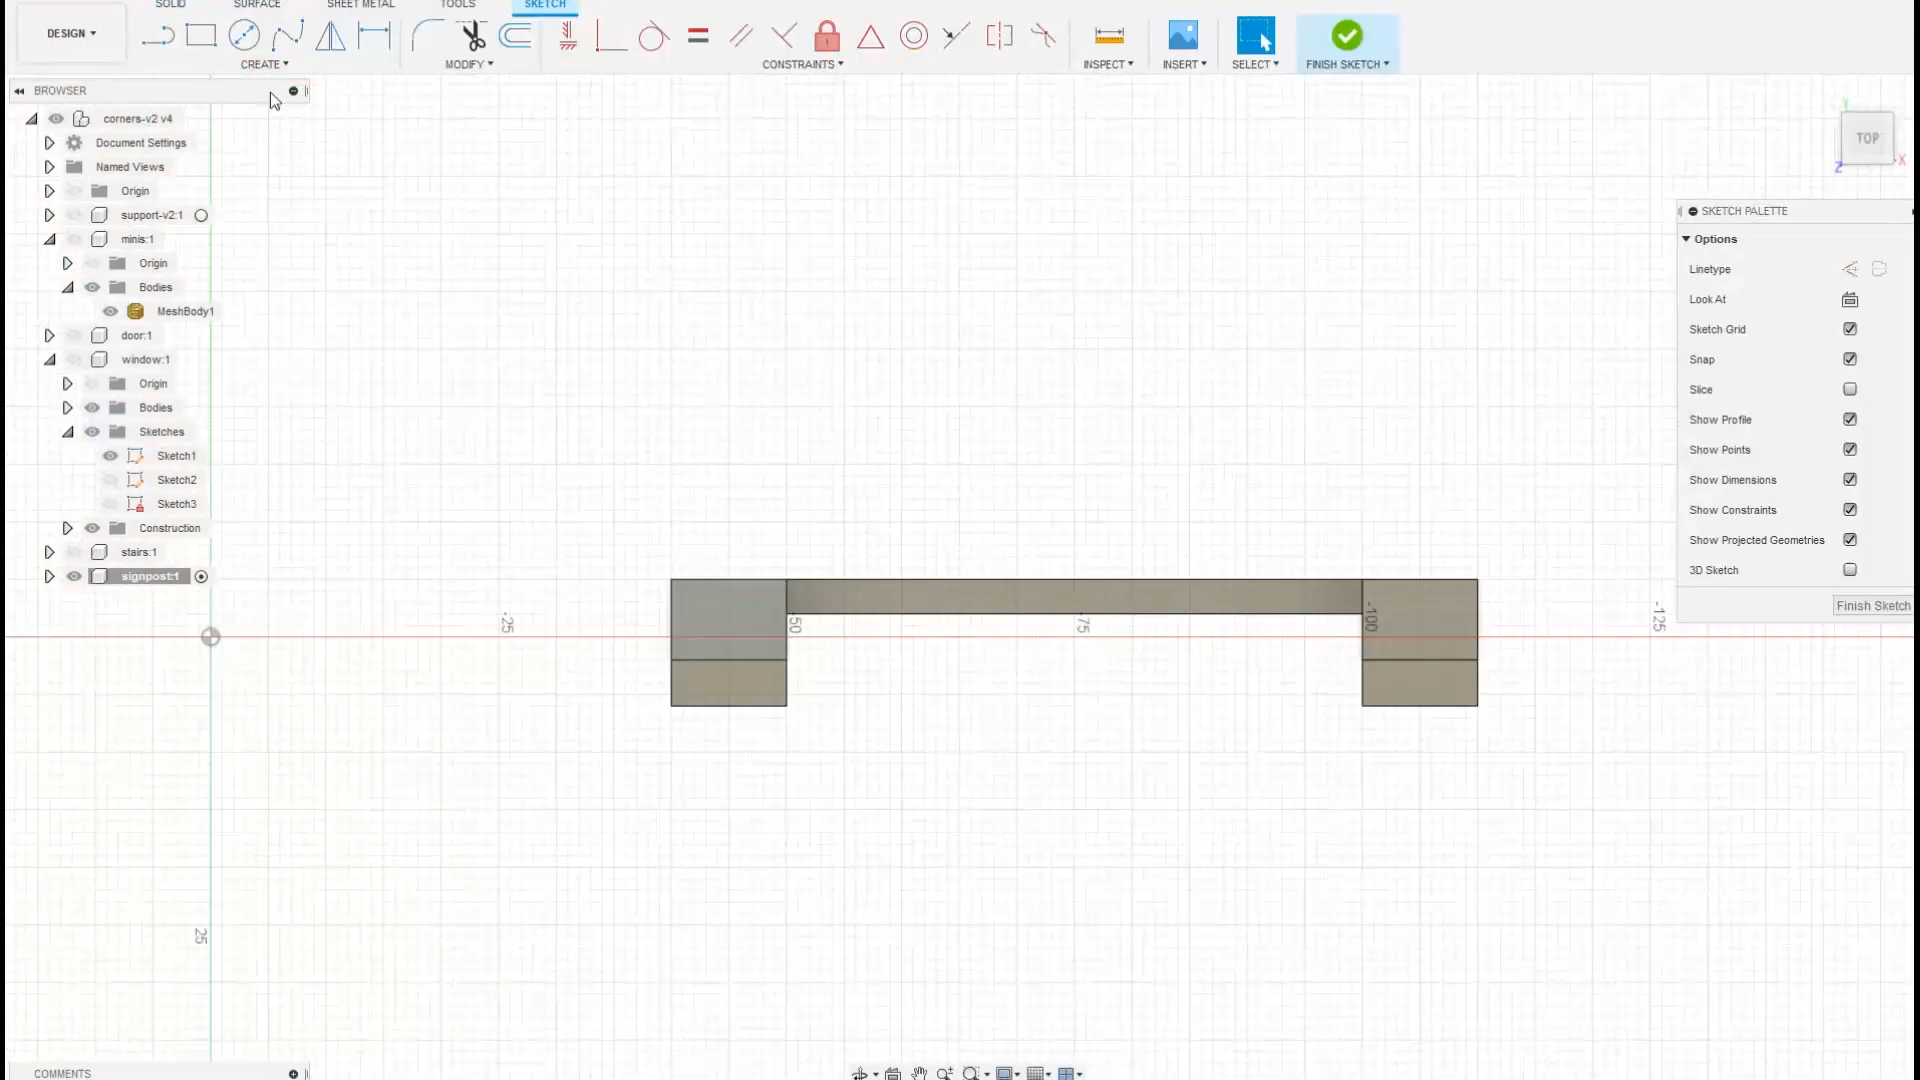 SOLID SURFACE SHEET METAL TOOLS SKETCH
DESIGN
CREATE MODIFY CONSTRAINTS INSPECT INSERT SELECT FINISH SKETCH
BROWSER
corners-v2 v4
Document Settings
Named Views
Origin
support-v2:1
minis:1
Origin
Bodies
MeshBody1
door:1
window:1
Origin
Bodies
Sketches
Sketch1
Sketch2
Sketch3
Construction
stairs:1
signpost:1
Y
TOP
Z
X
SKETCH PALETTE
Options
Linetype
Look At
Sketch Grid
Snap
Slice
Show Profile
Show Points
Show Dimensions
Show Constraints
Show Projected Geometries
3D Sketch
Finish Sketch
-25
50
-75
-100
-125
25
COMMENTS